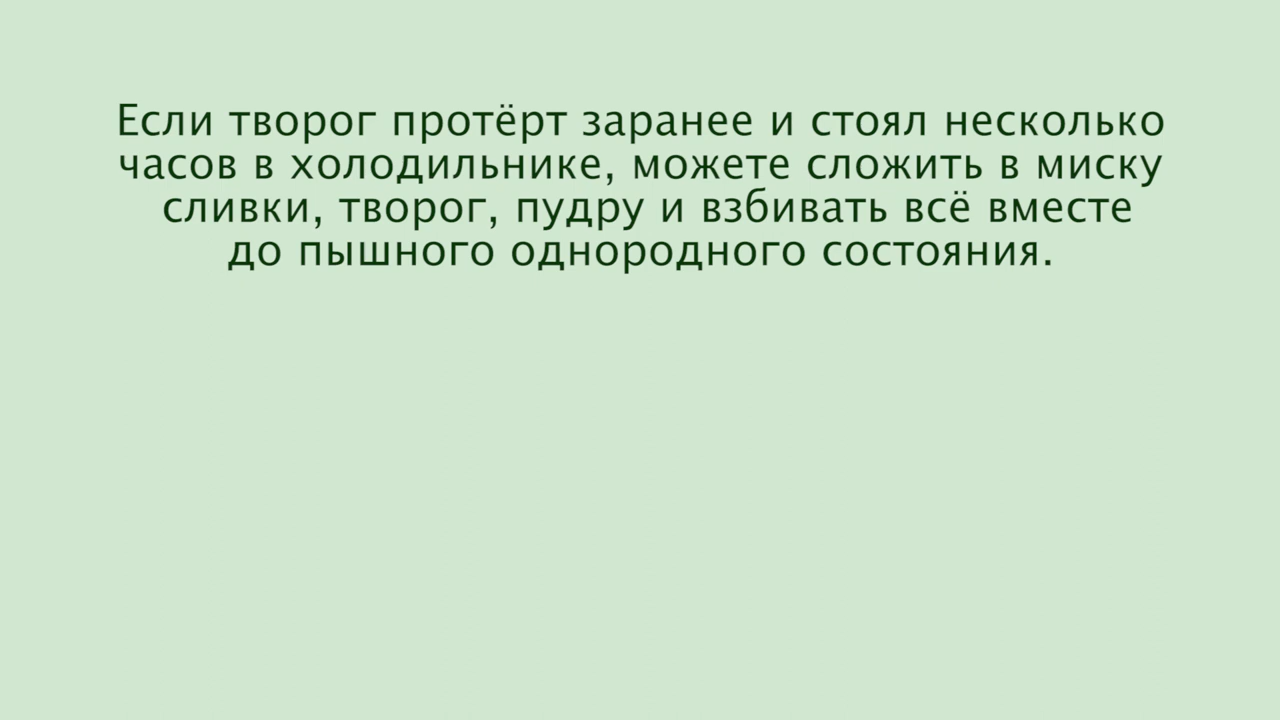 Если творог протёрт заранее и стоял несколько
часов в холодильнике, можете сложить в миску
сливки, творог, пудру и взбивать всё вместе
до пышного однородного состояния.